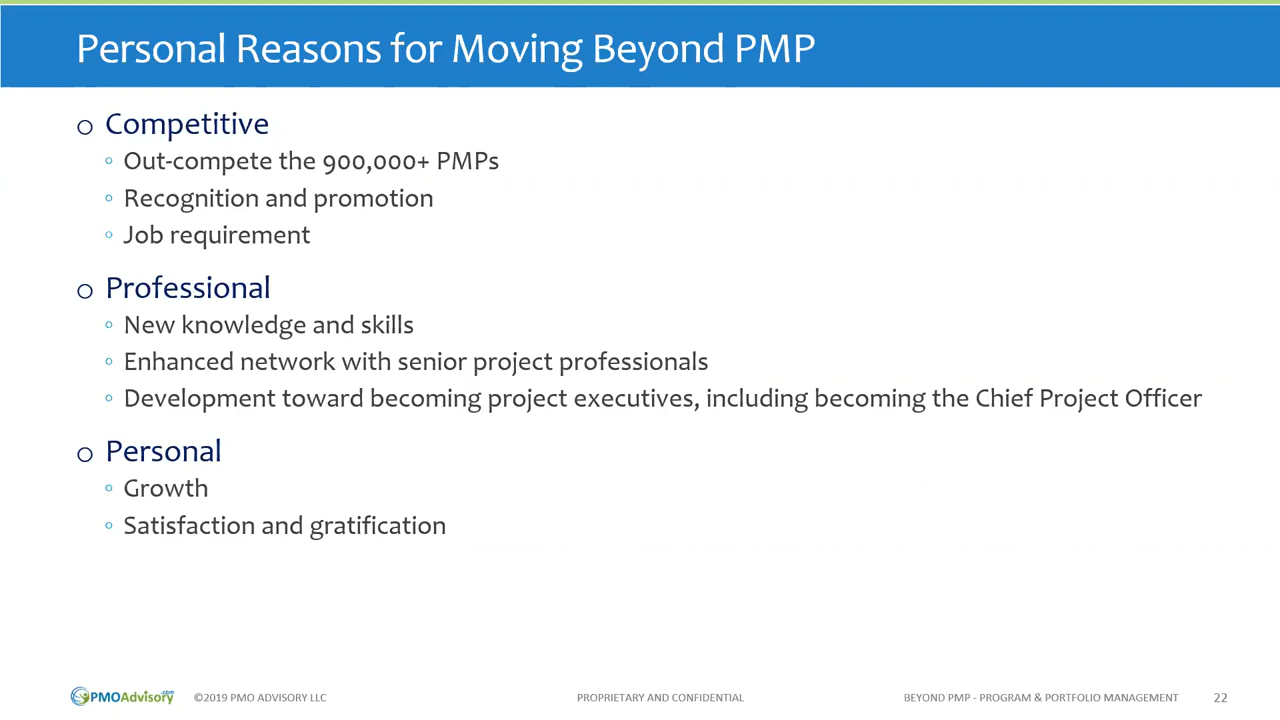 Personal Reasons for Moving Beyond PMP
o Competitive
◦ Out-compete the 900,000+ PMPs
◦ Recognition and promotion
◦ Job requirement
o Professional
◦ New knowledge and skills
◦ Enhanced network with senior project professionals
◦ Development toward becoming project executives, including becoming the Chief Project Officer
o Personal
◦ Growth
◦ Satisfaction and gratification
PMOAdvisory.com ©2019 PMO ADVISORY LLC PROPRIETARY AND CONFIDENTIAL BEYOND PMP - PROGRAM & PORTFOLIO MANAGEMENT 22